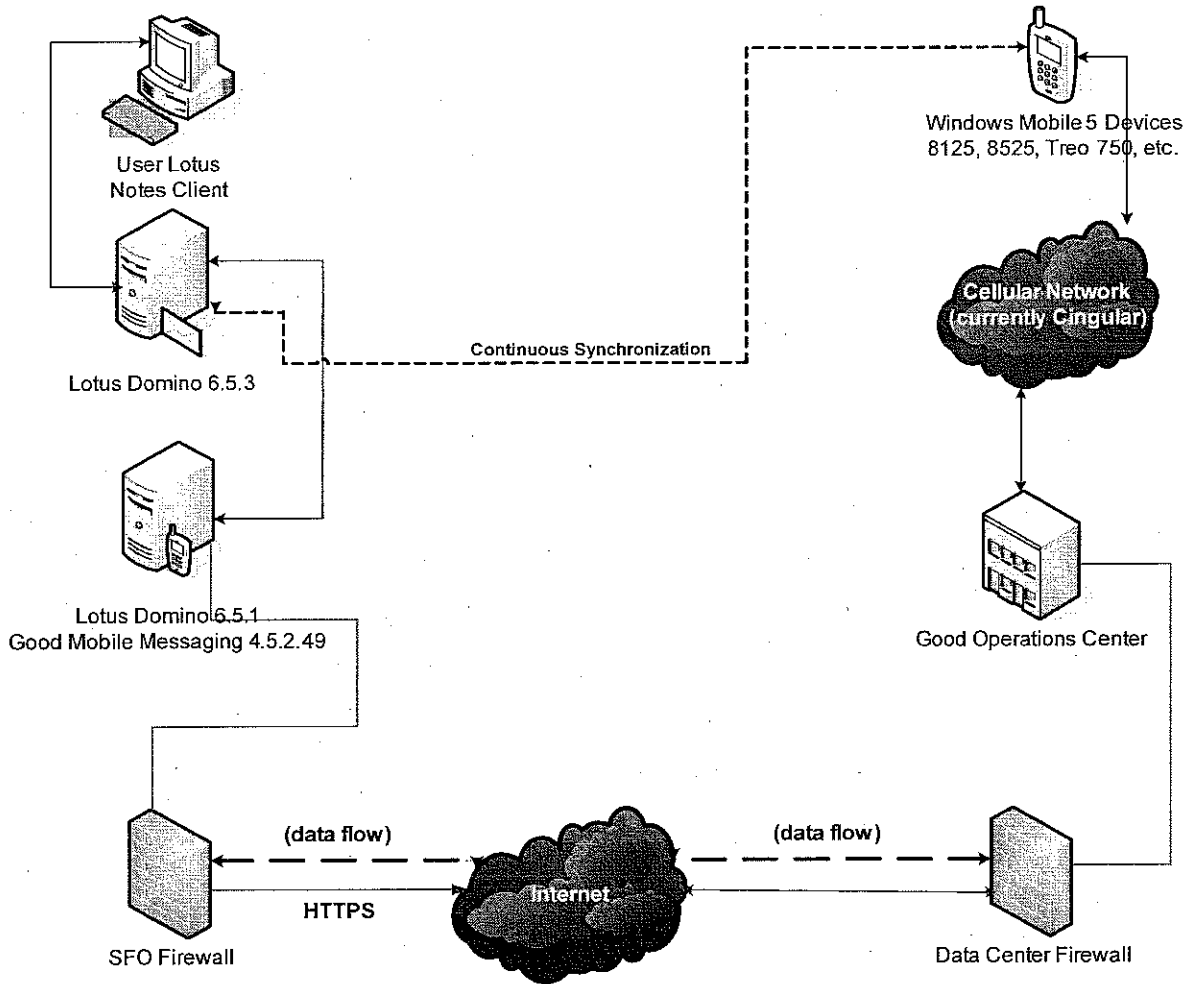 User Lotus
Notes Client
Windows Mobile 5 Devices
8125, 8525, Treo 750, etc.
Cellular Network
(currently Cingular)
Continuous Synchronization
Lotus Domino 6.5.3
Lotus Domino 6.5.1
Good Mobile Messaging 4.5.2.49
Good Operations Center
(data flow)
(data flow)
Internet
HTTPS
SFO Firewall
Data Center Firewall